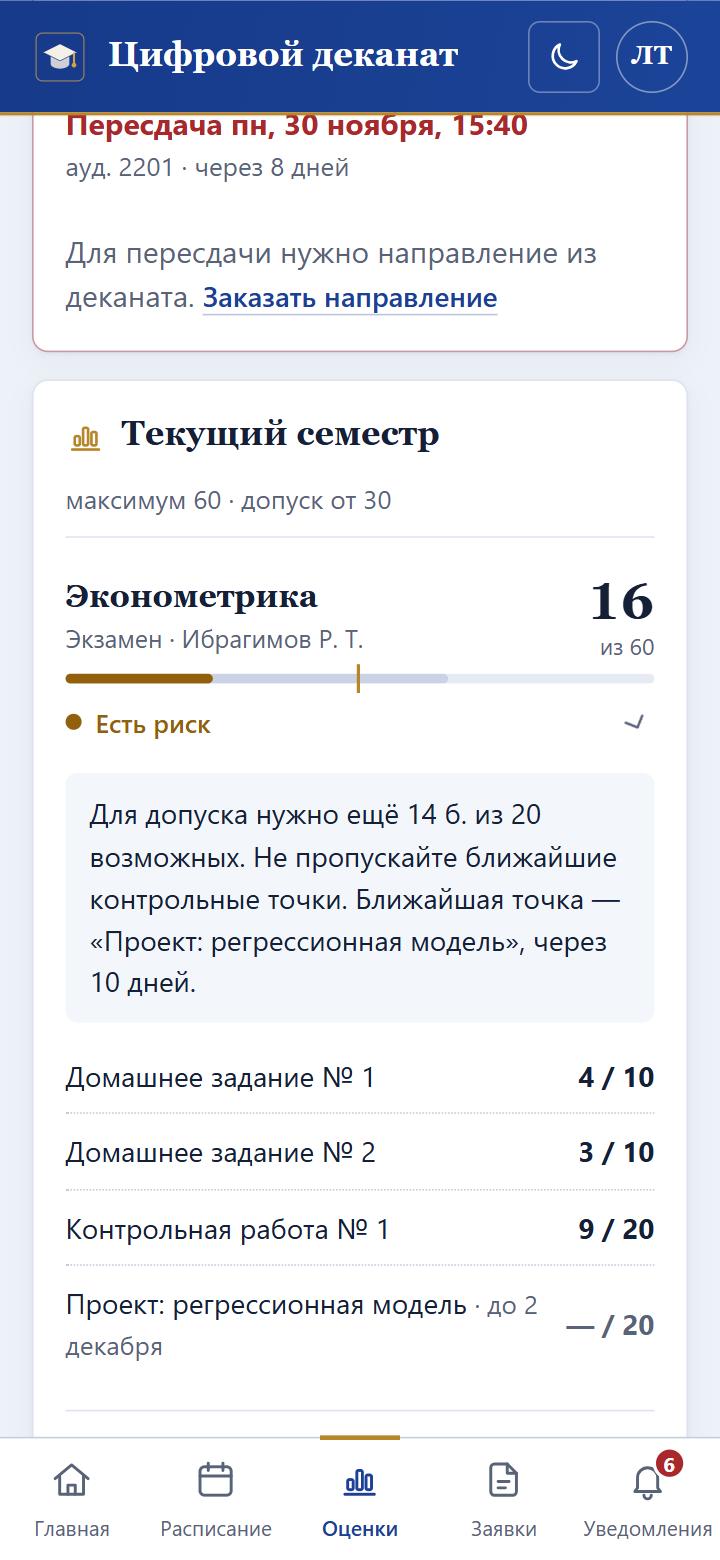 Цифровой деканат
ЛТ
Пересдача пн, 30 ноября, 15:40
ауд. 2201 · через 8 дней
Для пересдачи нужно направление из
деканата. Заказать направление
Текущий семестр
максимум 60 · допуск от 30
Эконометрика
16
Экзамен · Ибрагимов Р. Т.
из 60
Есть риск
Для допуска нужно ещё 14 б. из 20
возможных. Не пропускайте ближайшие
контрольные точки. Ближайшая точка —
«Проект: регрессионная модель», через
10 дней.
Домашнее задание № 1 4 / 10
Домашнее задание № 2 3 / 10
Контрольная работа № 1 9 / 20
Проект: регрессионная модель · до 2
декабря
— / 20
6
Главная Расписание Оценки Заявки Уведомления